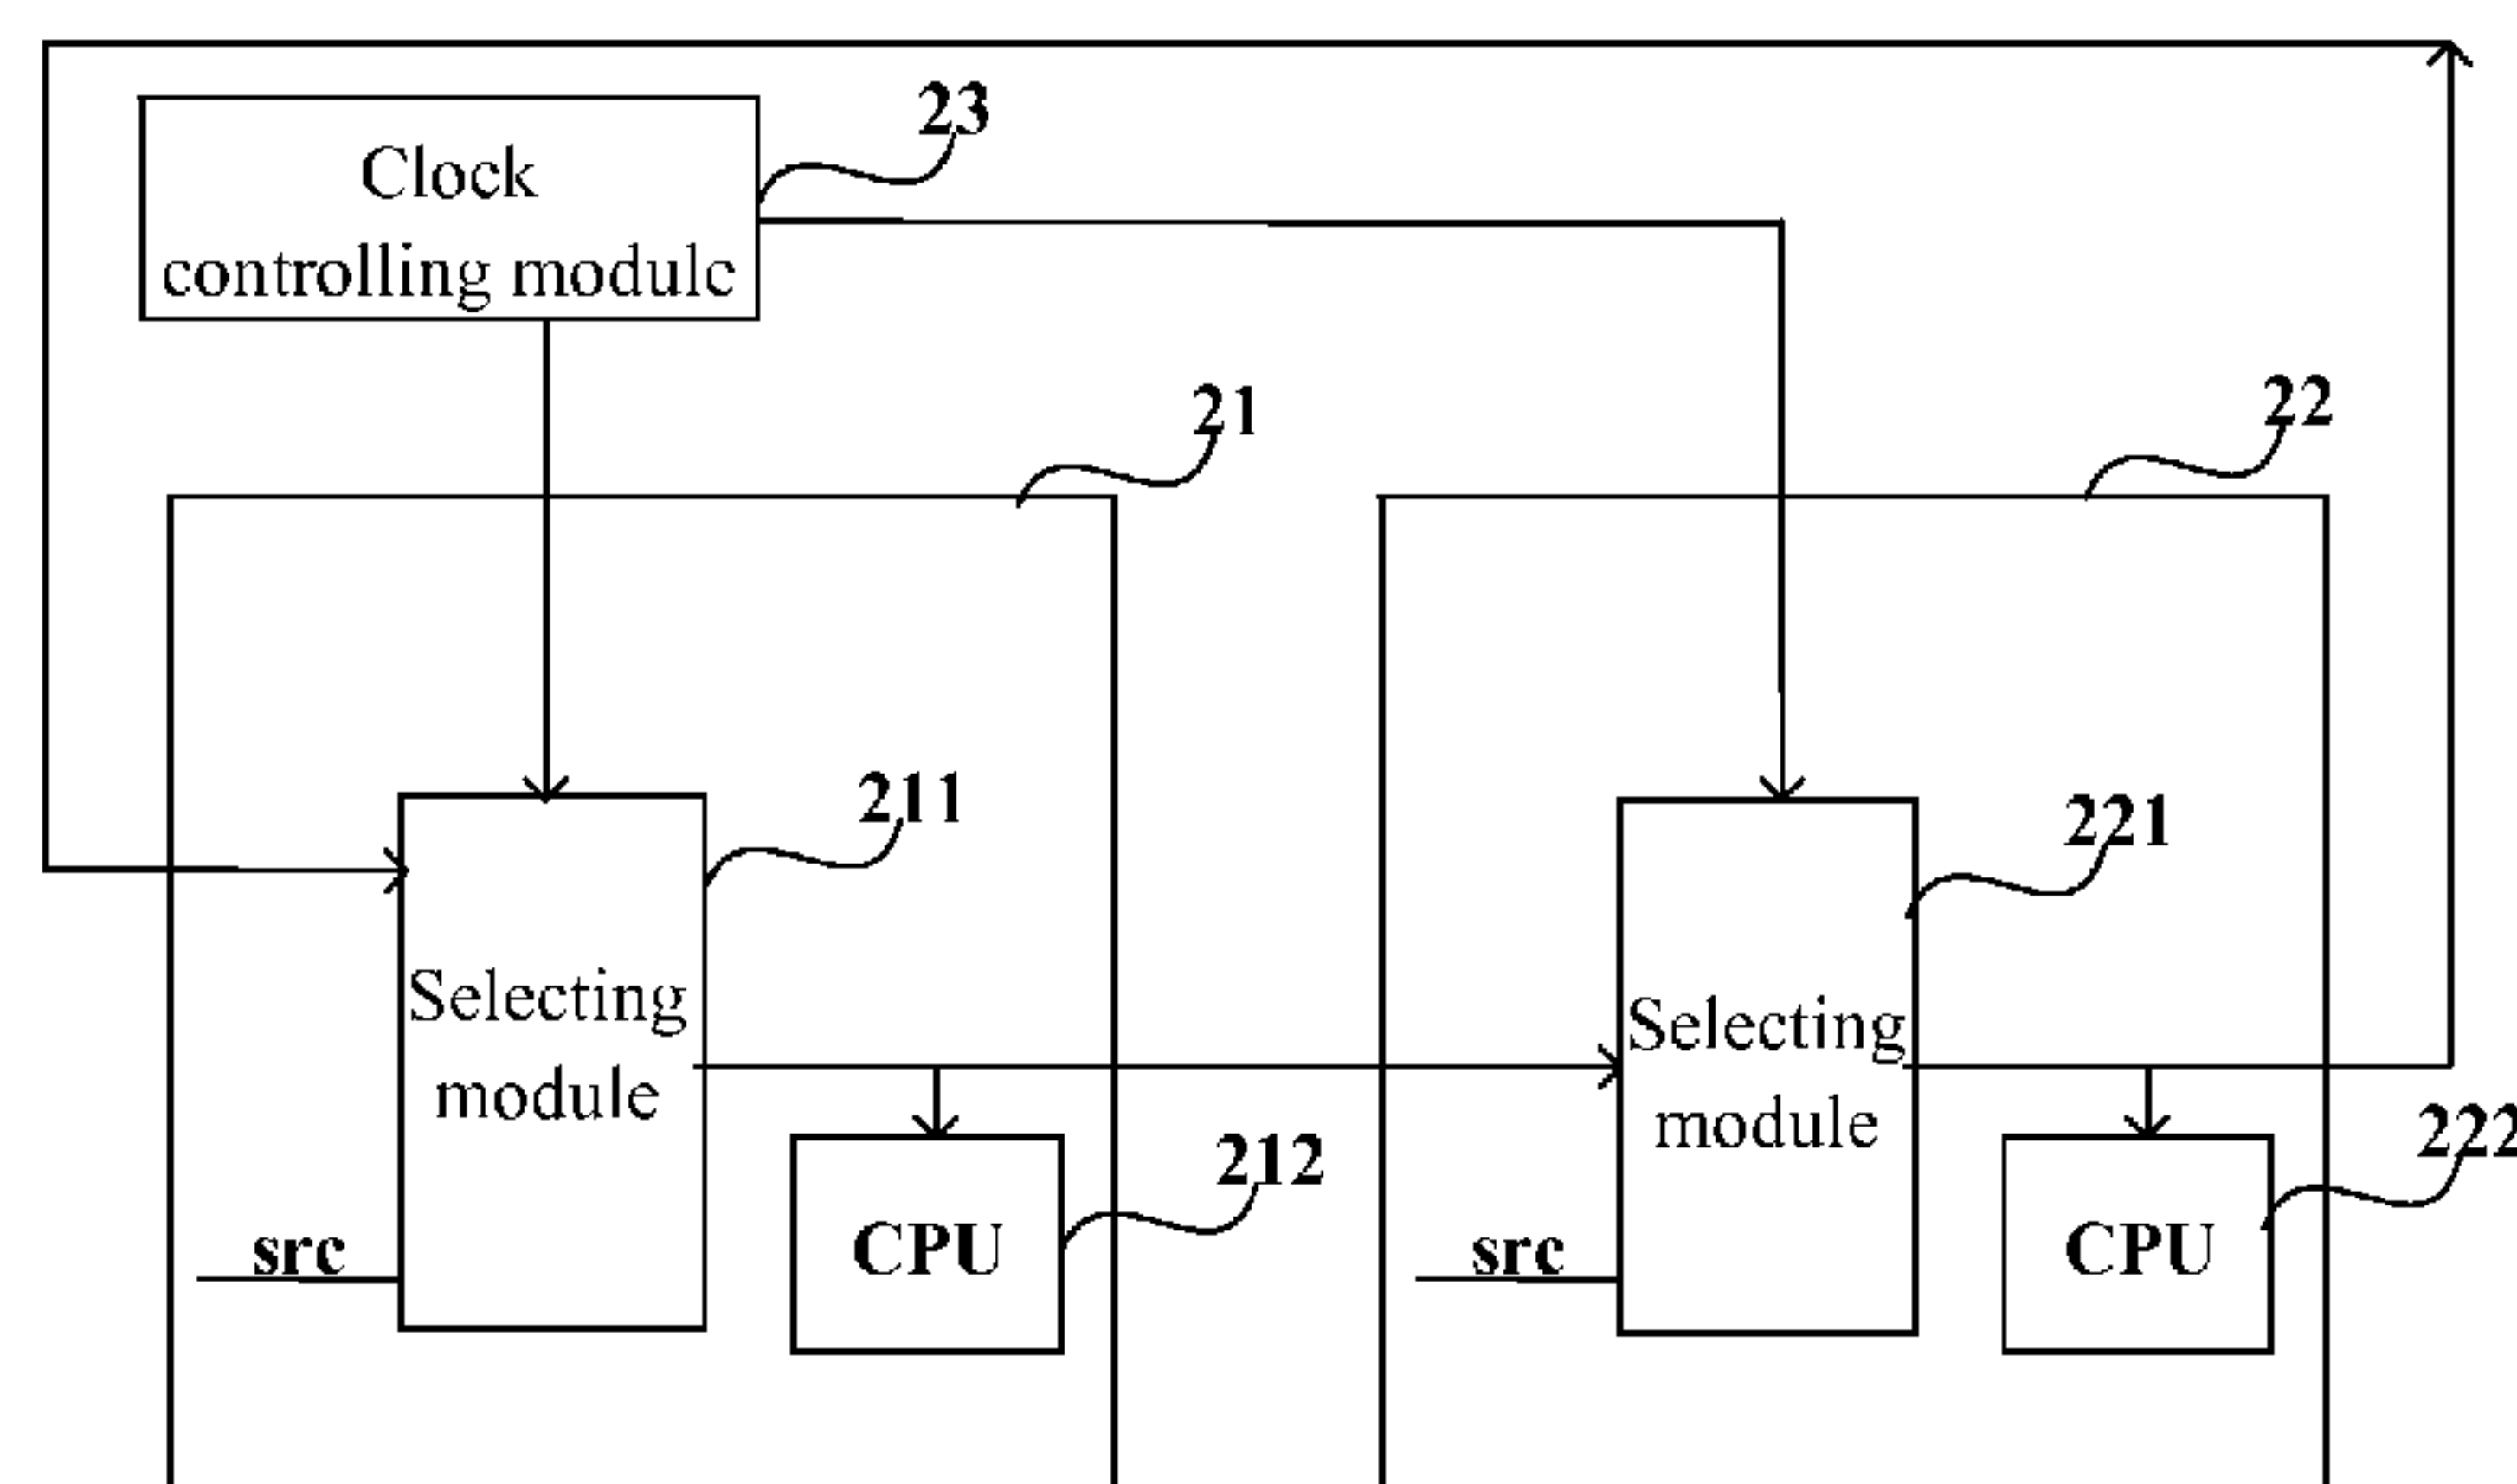 23
Clock
controlling module
21
22
211
221
Selecting
module
Selecting
module
212
222
src
CPU
src
CPU